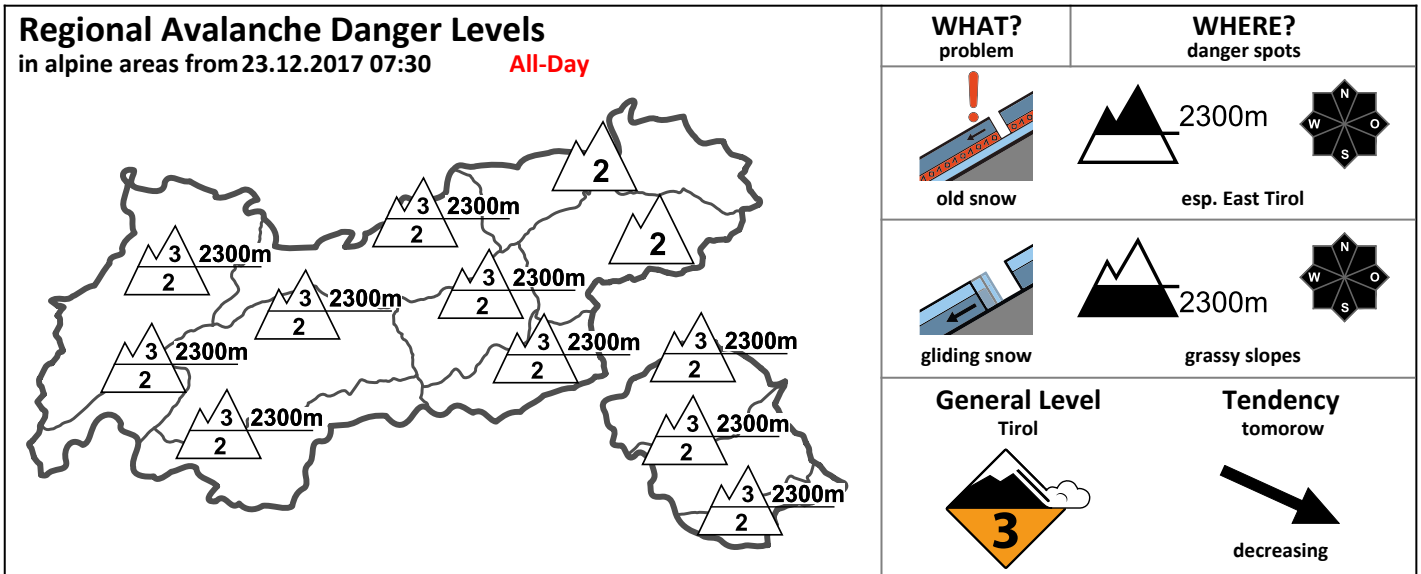 Regional Avalanche Danger Levels
in alpine areas from 23.12.2017 07:30 All-Day
2
3 2300m
2
2
3 2300m
2
3 2300m
2
3 2300m
2
3 2300m
2
3 2300m
2
3 2300m
2
3 2300m
2
3 2300m
2
3 2300m
2
WHAT?
problem
WHERE?
danger spots
old snow
2300m
N
W O
S
esp. East Tirol
gliding snow
2300m
N
W O
S
grassy slopes
General Level
Tirol
3
Tendency
tomorow
decreasing